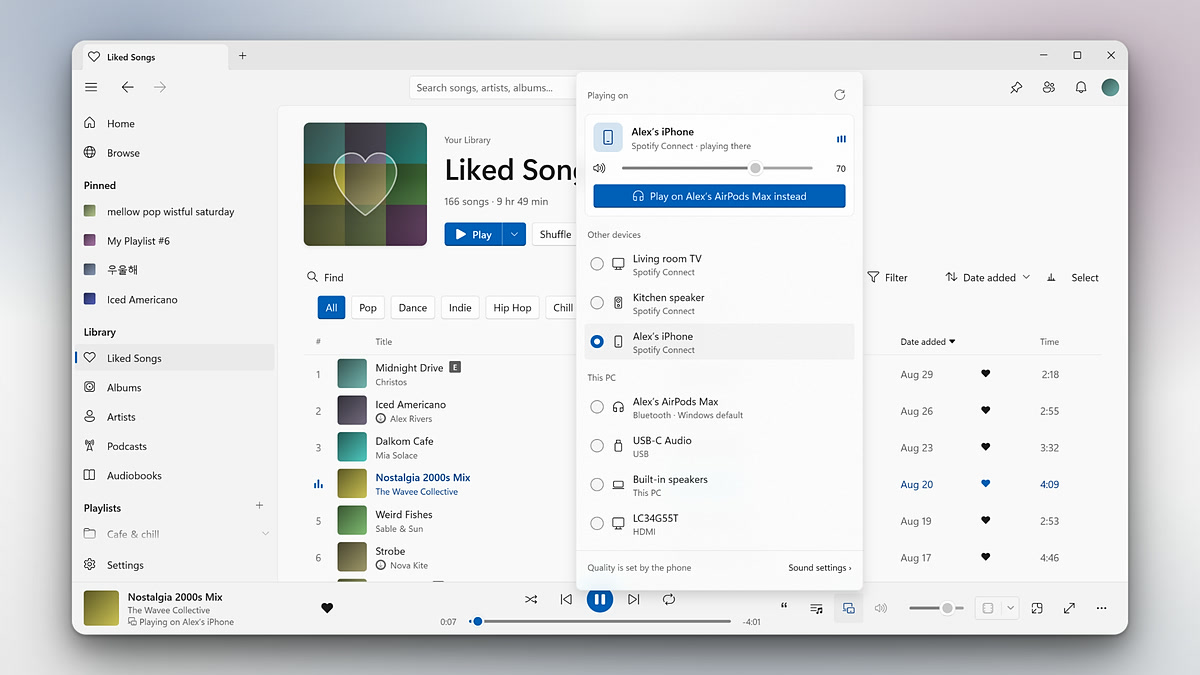 Liked Songs
Search songs, artists, albums...
Home
Browse
Pinned
mellow pop wistful saturday
My Playlist #6
우울해
Iced Americano
Library
Liked Songs
Albums
Artists
Podcasts
Audiobooks
Playlists
Cafe & chill
Settings
Your Library
Liked Song
166 songs · 9 hr 49 min
Play
Shuffle
Find
Filter
Date added
Select
All
Pop
Dance
Indie
Hip Hop
Chill
# Title Date added Time
1 Midnight Drive E Aug 29 2:18
Christos
2 Iced Americano Aug 26 2:55
Alex Rivers
3 Dalkom Cafe Aug 23 3:32
Mia Solace
Nostalgia 2000s Mix Aug 20 4:09
The Wavee Collective
5 Weird Fishes Aug 19 2:53
Sable & Sun
6 Strobe Aug 17 4:46
Nova Kite
Playing on
Alex's iPhone
Spotify Connect · playing there
70
Play on Alex's AirPods Max instead
Other devices
Living room TV
Spotify Connect
Kitchen speaker
Spotify Connect
Alex's iPhone
Spotify Connect
This PC
Alex's AirPods Max
Bluetooth · Windows default
USB-C Audio
USB
Built-in speakers
This PC
LC34G55T
HDMI
Quality is set by the phone
Sound settings ›
Nostalgia 2000s Mix
The Wavee Collective
Playing on Alex's iPhone
0:07
-4:01